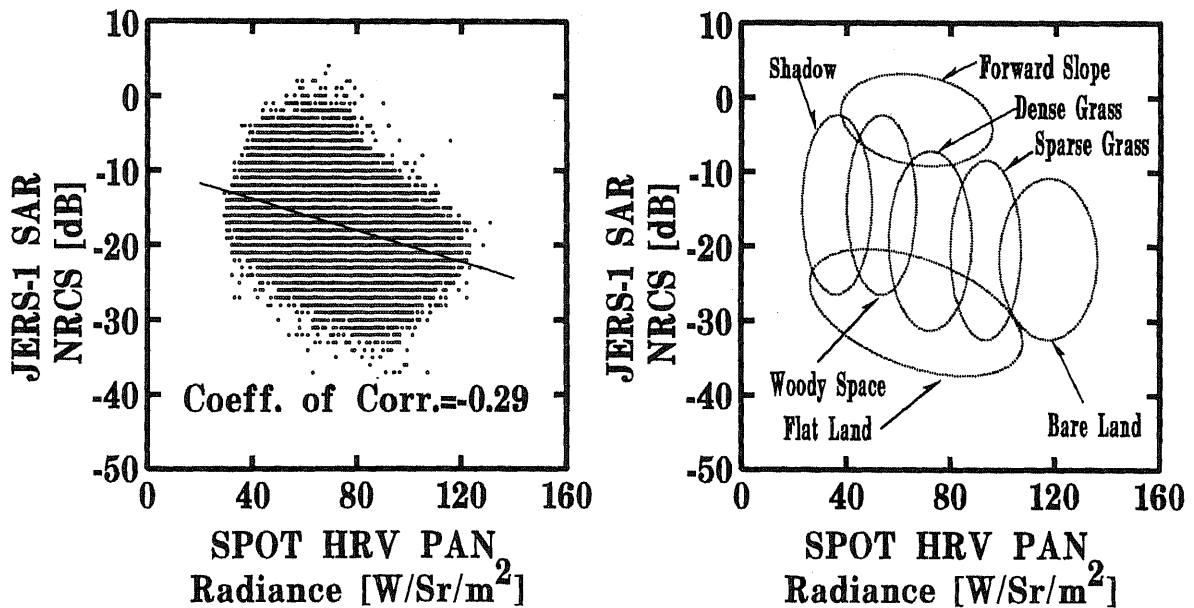 10
0
-10
-20
-30
-40
-50
JERS-1 SAR
NRCS [dB]
Coeff. of Corr.=-0.29
0 40 80 120 160
SPOT HRV PAN
Radiance [W/Sr/m²]
10
0
-10
-20
-30
-40
-50
JERS-1 SAR
NRCS [dB]
Shadow
Forward Slope
Dense Grass
Sparse Grass
Woody Space
Flat Land
Bare Land
0 40 80 120 160
SPOT HRV PAN
Radiance [W/Sr/m²]